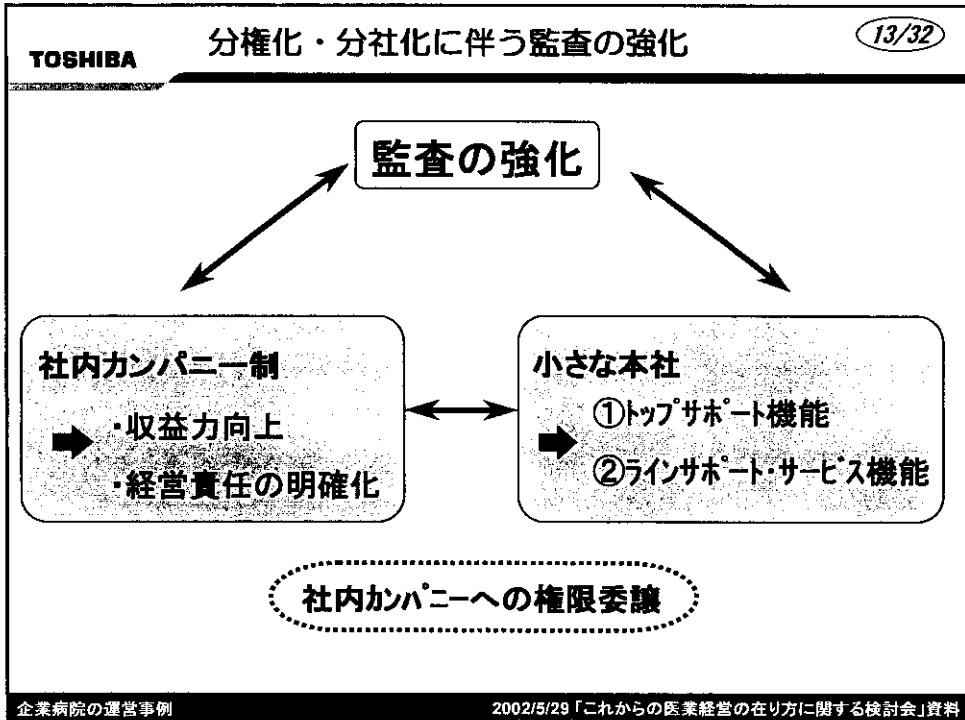 TOSHIBA
分権化・分社化に伴う監査の強化
13/32
監査の強化
社内カンパニー制
・収益力向上
・経営責任の明確化
小さな本社
①トップサポート機能
②ラインサポート・サービス機能
社内カンパニーへの権限委譲
企業病院の運営事例
2002/5/29「これからの医業経営の在り方に関する検討会」資料